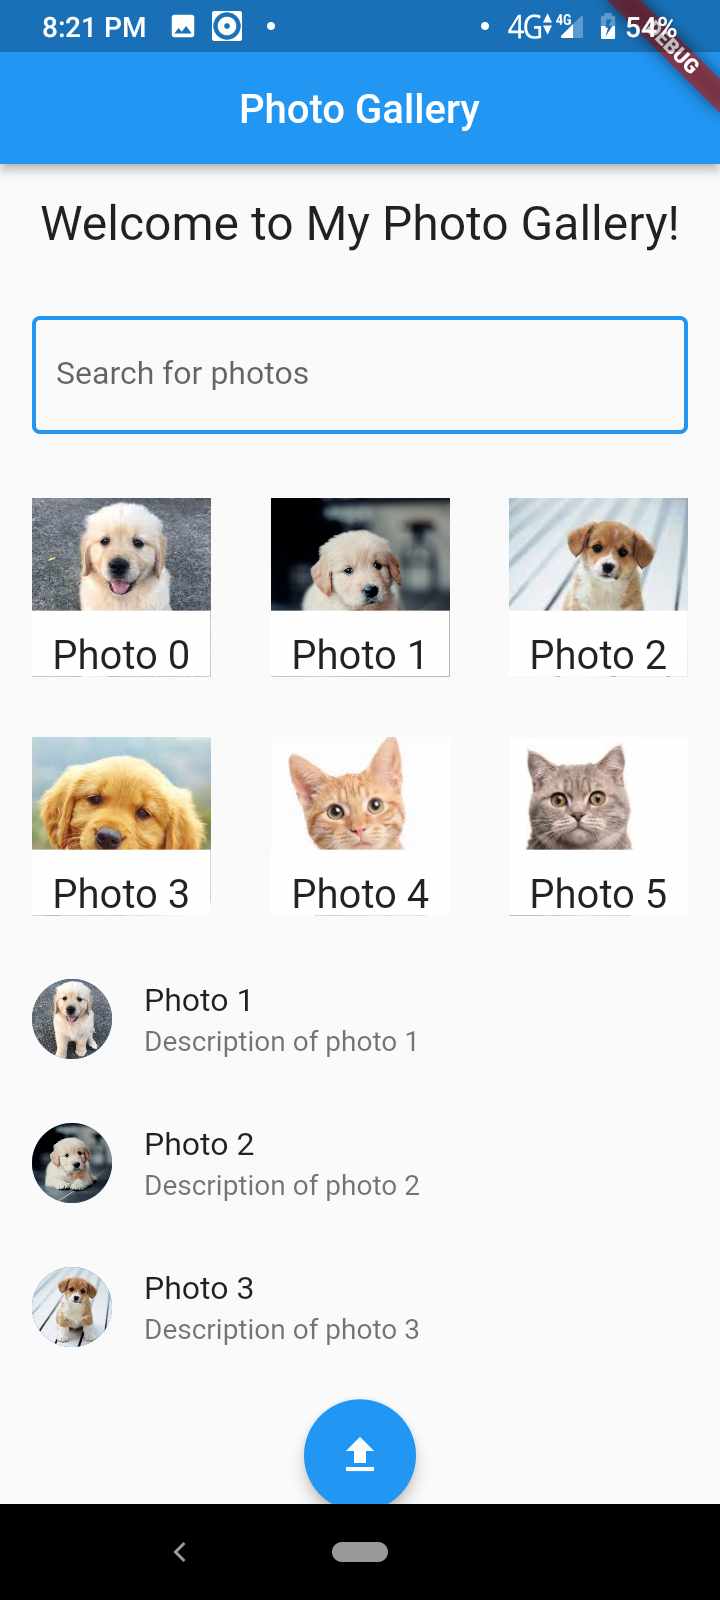 8:21 PM 4G 4G 54%
DEBUG
Photo Gallery
Welcome to My Photo Gallery!
Search for photos
Photo 0 Photo 1 Photo 2
Photo 3 Photo 4 Photo 5
Photo 1
Description of photo 1
Photo 2
Description of photo 2
Photo 3
Description of photo 3